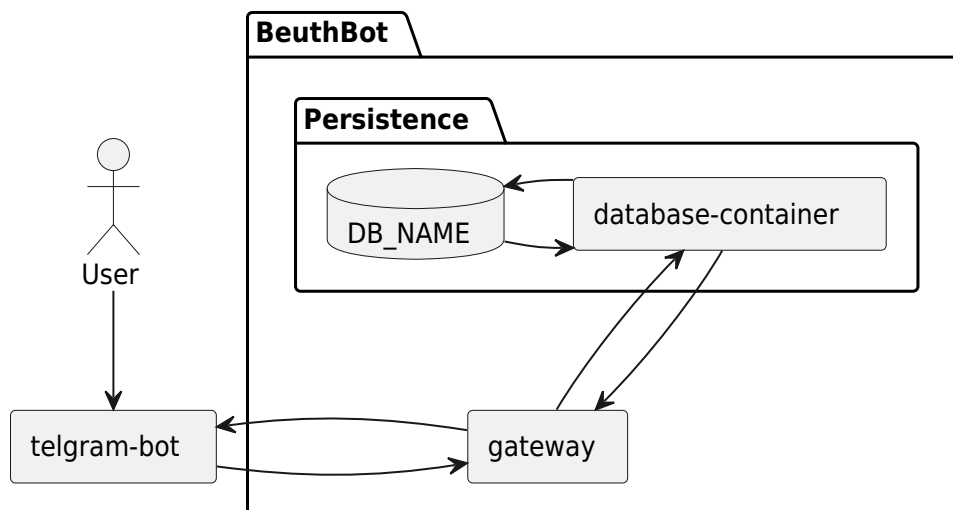 BeuthBot
Persistence
DB_NAME
database-container
User
telgram-bot
gateway